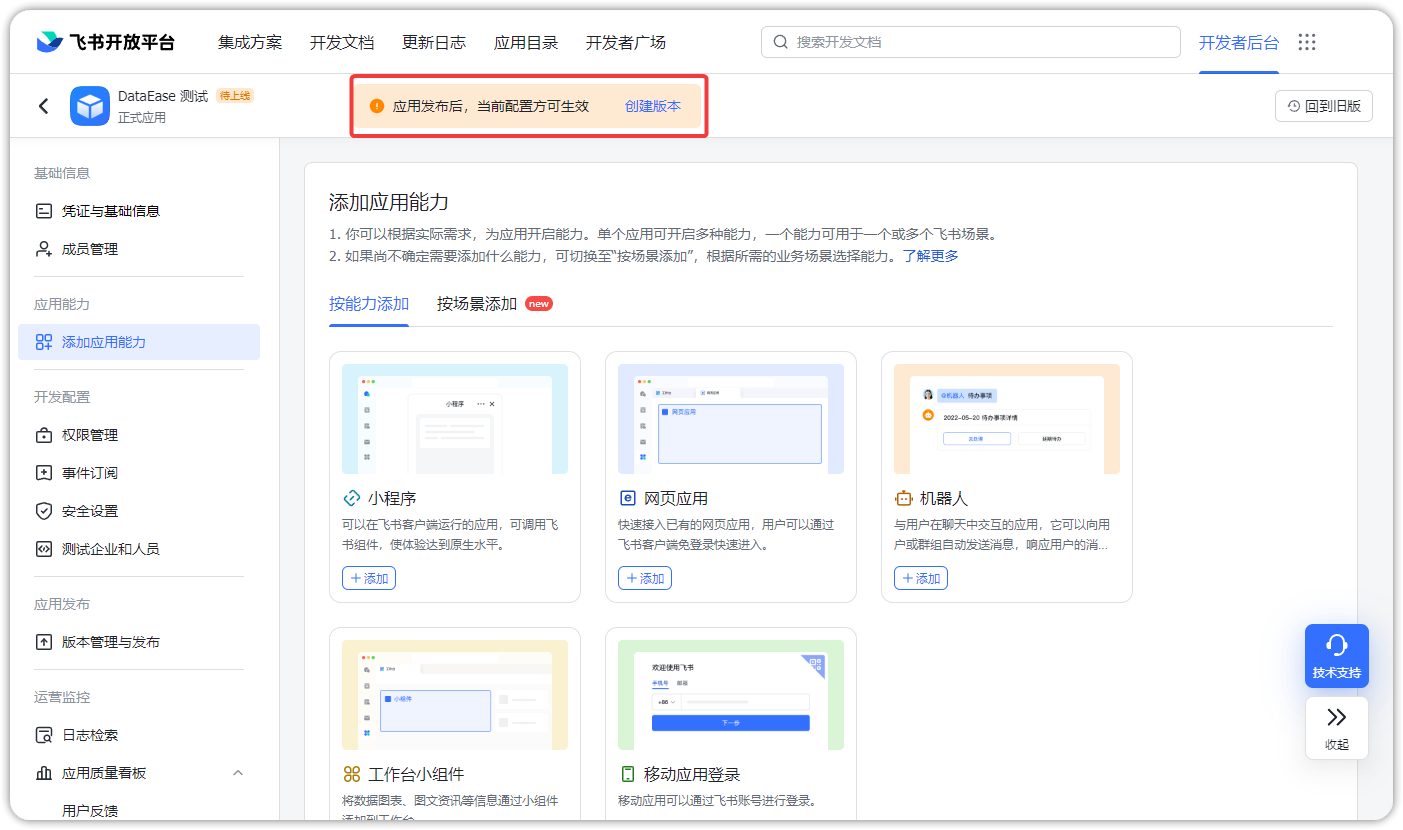 飞书开放平台
集成方案
开发文档
更新日志
应用目录
开发者广场
搜索开发文档
开发者后台
DataEase 测试
待上线
正式应用
应用发布后，当前配置方可生效
创建版本
回到旧版
基础信息
凭证与基础信息
成员管理
应用能力
添加应用能力
开发配置
权限管理
事件订阅
安全设置
测试企业和人员
应用发布
版本管理与发布
运营监控
日志检索
应用质量看板
用户反馈
添加应用能力
1. 你可以根据实际需求，为应用开启能力。单个应用可开启多种能力，一个能力可用于一个或多个飞书场景。
2. 如果尚不确定需要添加什么能力，可切换至“按场景添加”，根据所需的业务场景选择能力。了解更多
按能力添加
按场景添加
new
小程序
小程序
可以在飞书客户端运行的应用，可调用飞
书组件，使体验达到原生水平。
添加
网页应用
网页应用
快速接入已有的网页应用，用户可以通过
飞书客户端免登录快速进入。
添加
@机器人 待办事项
2022-05-20 待办事项详情
机器人
与用户在聊天中交互的应用，它可以向用
户或群组自动发送消息，响应用户的消...
添加
小组件
工作台小组件
将数据图表、图文资讯等信息通过小组件
添加到工作台。
欢迎使用飞书
手机号
邮箱
+86
下一步
移动应用登录
移动应用可以通过飞书账号进行登录。
技术支持
收起